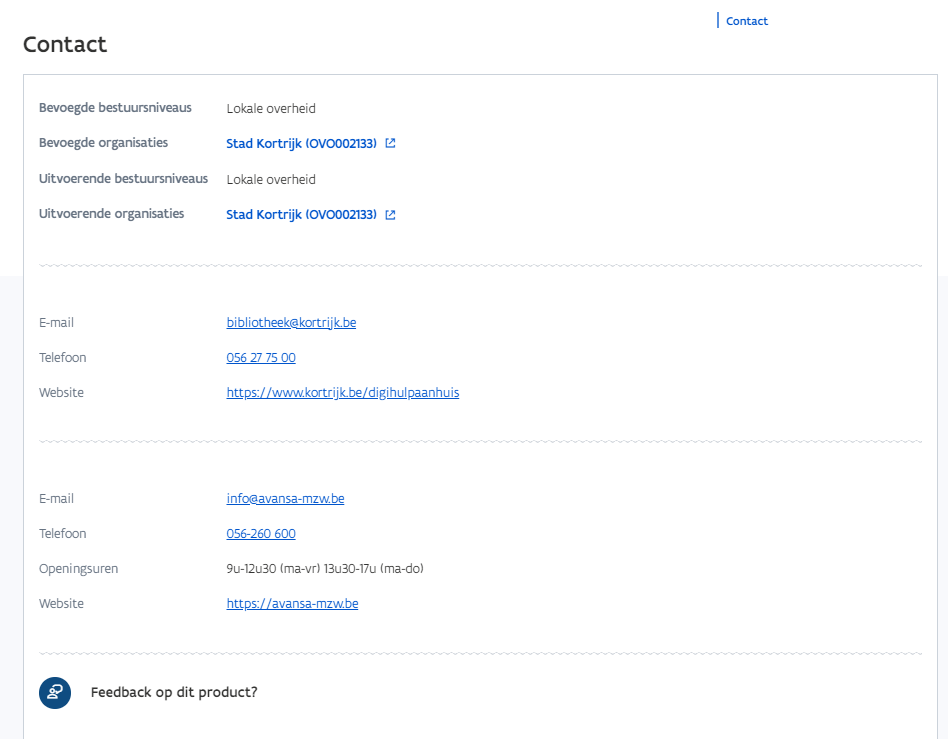 Contact
Contact
Bevoegde bestuursniveaus Lokale overheid
Bevoegde organisaties Stad Kortrijk (OVO002133)
Uitvoerende bestuursniveaus Lokale overheid
Uitvoerende organisaties Stad Kortrijk (OVO002133)
E-mail bibliotheek@kortrijk.be
Telefoon 056 27 75 00
Website https://www.kortrijk.be/digihulpaanhuis
E-mail info@avansa-mzw.be
Telefoon 056-260 600
Openingsuren 9u-12u30 (ma-vr) 13u30-17u (ma-do)
Website https://avansa-mzw.be
Feedback op dit product?